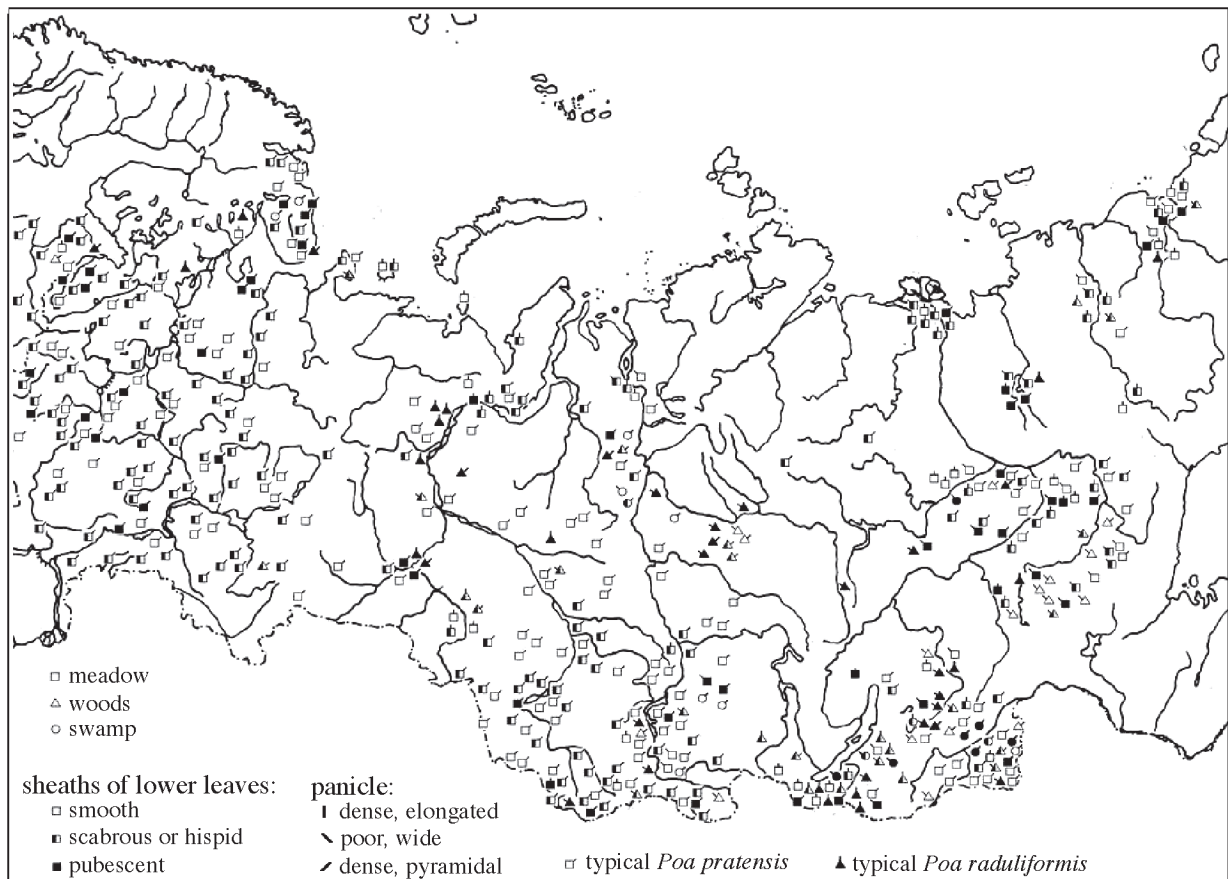 meadow
woods
swamp
sheaths of lower leaves:
smooth
scabrous or hispid
pubescent
panicle:
dense, elongated
poor, wide
dense, pyramidal
typical Poa pratensis
typical Poa raduliformis